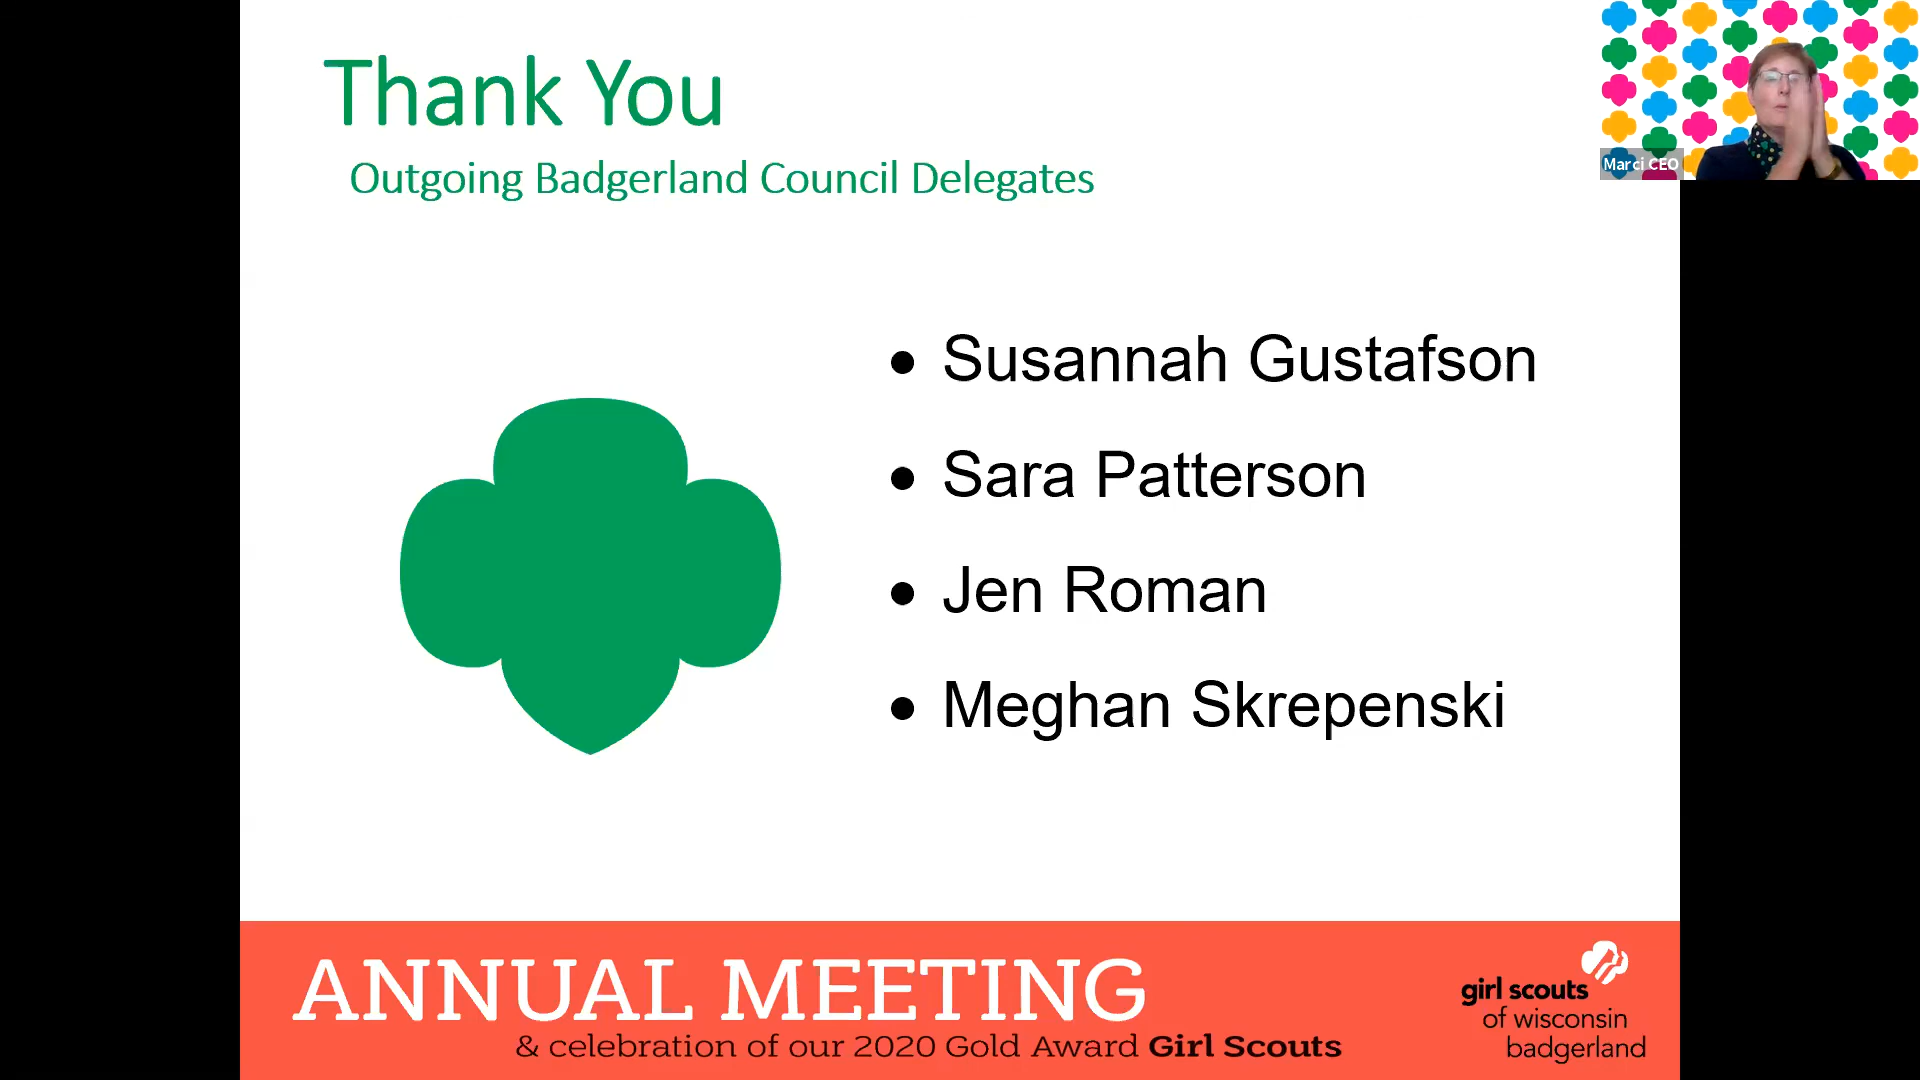 Thank You
Outgoing Badgerland Council Delegates
Marci CEO
• Susannah Gustafson
• Sara Patterson
• Jen Roman
• Meghan Skrepenski
ANNUAL MEETING
& celebration of our 2020 Gold Award Girl Scouts
girl scouts
of wisconsin
badgerland